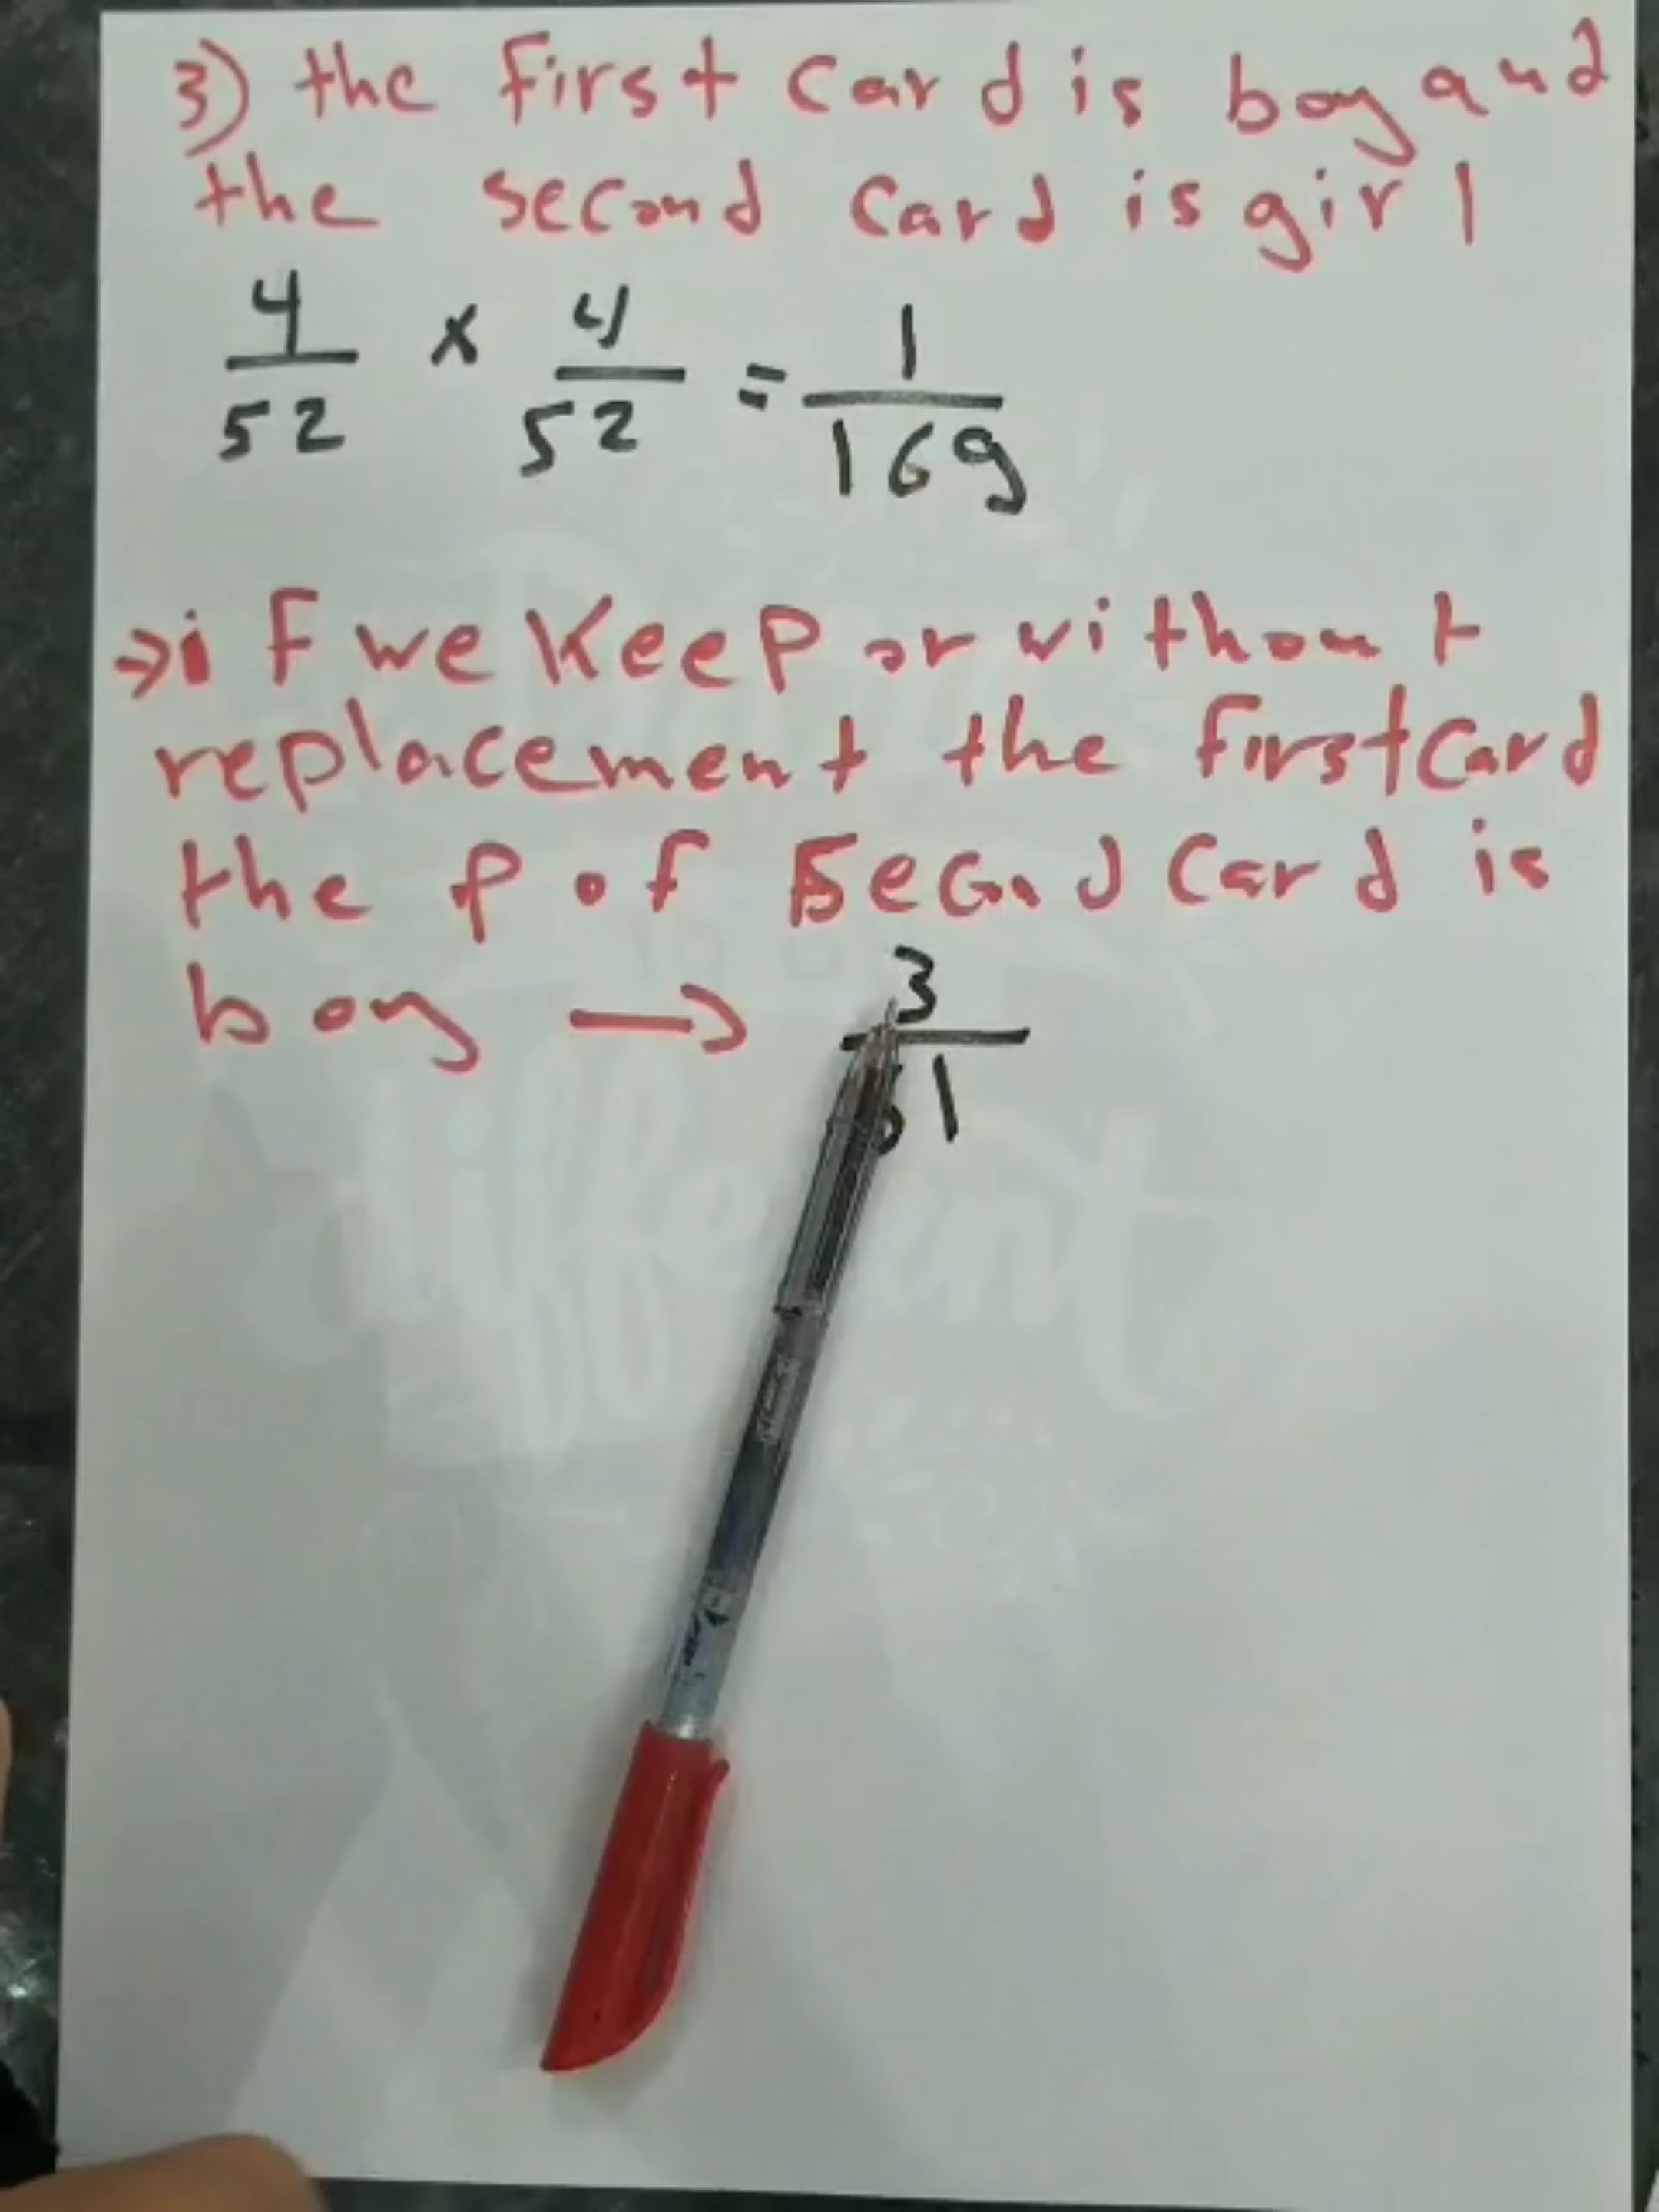 3) the first card is boy and
the second card is girl
4/52 x 4/52 = 1/169
→ if we keep or without
replacement the first card
the p of second card is
boy → 3/51